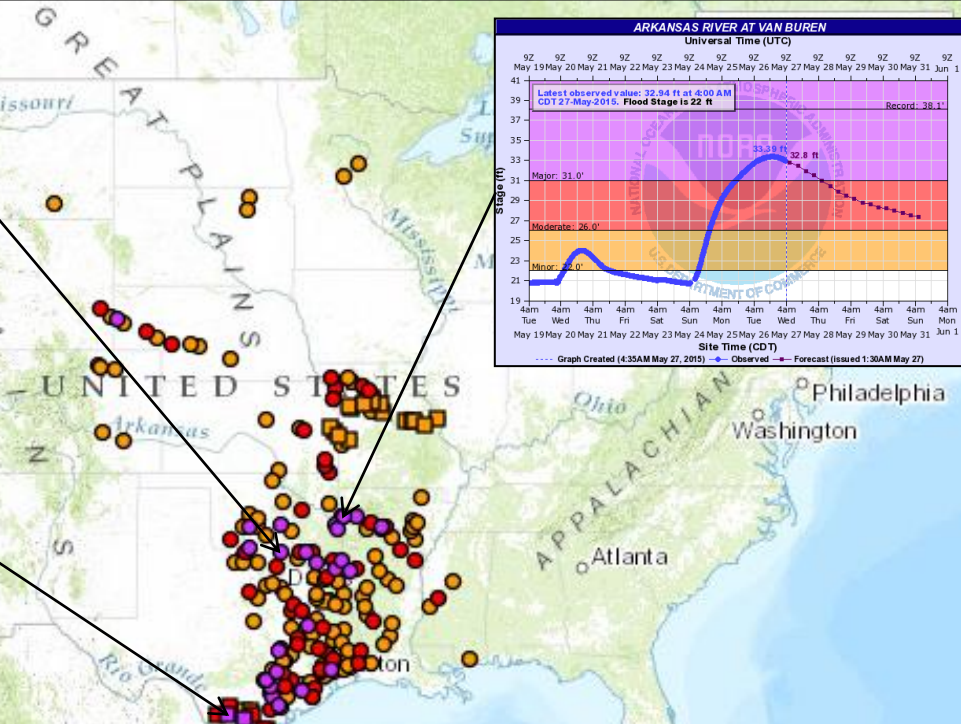 ARKANSAS RIVER AT VAN BUREN
Universal Time (UTC)
9Z 9Z 9Z 9Z 9Z 9Z 9Z 9Z 9Z 9Z 9Z 9Z 9Z 9Z
May 19 May 20 May 21 May 22 May 23 May 24 May 25 May 26 May 27 May 28 May 29 May 30 May 31 Jun 1
Latest observed value: 32.94 ft at 4:00 AM
CDT 27-May-2015. Flood Stage is 22 ft
Record: 38.1'
33.39 ft
32.8 ft
Major: 31.0'
Moderate: 26.0'
Minor: 22.0'
Stage (ft)
41
39
37
35
33
31
29
27
25
23
21
19
NOAA
U.S. DEPARTMENT OF COMMERCE
4am 4am 4am 4am 4am 4am 4am 4am 4am 4am 4am 4am 4am 4am
Tue Wed Thu Fri Sat Sun Mon Tue Wed Thu Fri Sat Sun Mon
May 19 May 20 May 21 May 22 May 23 May 24 May 25 May 26 May 27 May 28 May 29 May 30 May 31 Jun 1
Site Time (CDT)
Graph Created (4:35AM May 27, 2015) Observed Forecast (issued 1:30AM May 27)
GREAT PLAINS
issouri
Mississippi
UNITED STATES
Arkansas
Ohio
APPALACHIAN
Philadelphia
Washington
Atlanta
D
ton
Rio Grande